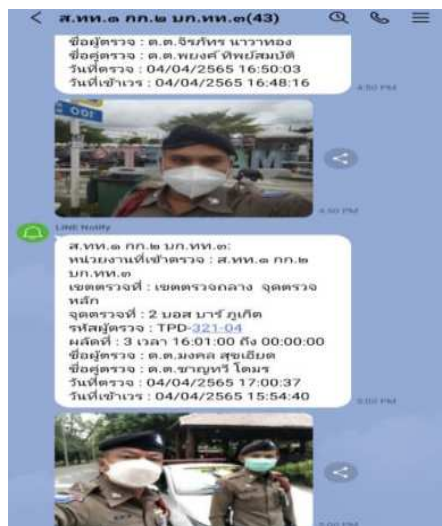 ส.ทท.๑ กก.๒ บก.ทท.๓(43)
ชื่อผู้ตรวจ : ด.ต.จิรภัทร นาวาทอง
ชื่อคู่ตรวจ : ด.ต.พยงค์ ทิพย์สมบัติ
วันที่ตรวจ : 04/04/2565 16:50:03
วันที่เข้าเวร : 04/04/2565 16:48:16
4:50 PM
4:50 PM
LINE Notify
ส.ทท.๑ กก.๒ บก.ทท.๓:
หน่วยงานที่เข้าตรวจ : ส.ทท.๑ กก.๒
บก.ทท.๓
เขตตรวจที่ : เขตตรวจถลาง จุดตรวจ
หลัก
จุดตรวจที่ : 2 บอส บาร์ ภูเก็ต
รหัสผู้ตรวจ : TPD-321-04
ผลัดที่ : 3 เวลา 16:01:00 ถึง 00:00:00
ชื่อผู้ตรวจ : ด.ต.มงคล สุขเอียด
ชื่อคู่ตรวจ : ด.ต.ชาญทวี โดมร
วันที่ตรวจ : 04/04/2565 17:00:37
วันที่เข้าเวร : 04/04/2565 15:54:40
5:00 PM
5:00 PM